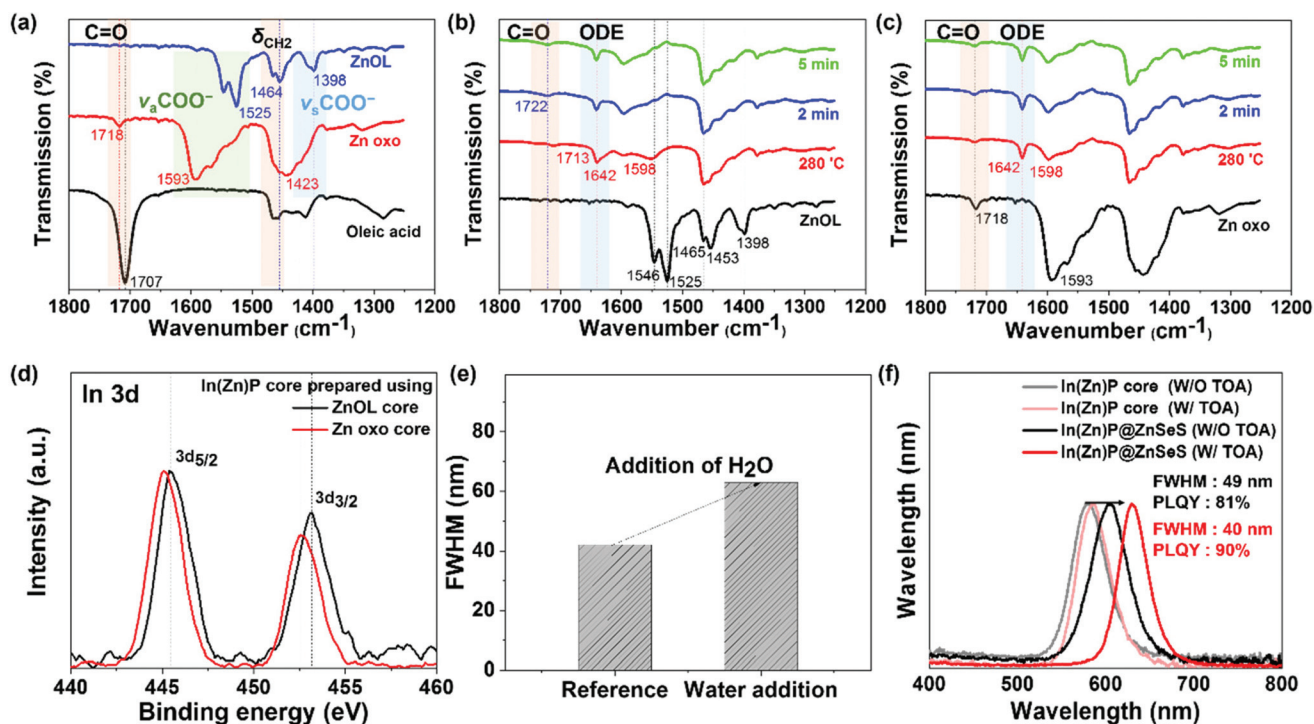 (a)
C=O
δCH2
ZnOL
1464
1398
νaCOO⁻
1525
νsCOO⁻
1718
Zn oxo
1593
1423
Oleic acid
1707
Transmission (%)
1800 1700 1600 1500 1400 1300 1200
Wavenumber (cm-1)
(b)
C=O
ODE
5 min
1722
2 min
1713
1598
1642
280 'C
ZnOL
1465
1398
1453
1546
1525
Transmission (%)
1800 1700 1600 1500 1400 1300 1200
Wavenumber (cm-1)
(c)
C=O
ODE
5 min
2 min
1642
1598
280 'C
1718
Zn oxo
1593
Transmission (%)
1800 1700 1600 1500 1400 1300 1200
Wavenumber (cm-1)
(d)
In 3d
In(Zn)P core prepared using
ZnOL core
Zn oxo core
3d5/2
3d3/2
Intensity (a.u.)
440 445 450 455 460
Binding energy (eV)
(e)
80
60
40
20
0
FWHM (nm)
Addition of H2O
Reference Water addition
(f)
In(Zn)P core (W/O TOA)
In(Zn)P core (W/ TOA)
In(Zn)P@ZnSeS (W/O TOA)
In(Zn)P@ZnSeS (W/ TOA)
FWHM : 49 nm
PLQY : 81%
FWHM : 40 nm
PLQY : 90%
Wavelength (nm)
400 500 600 700 800
Wavelength (nm)